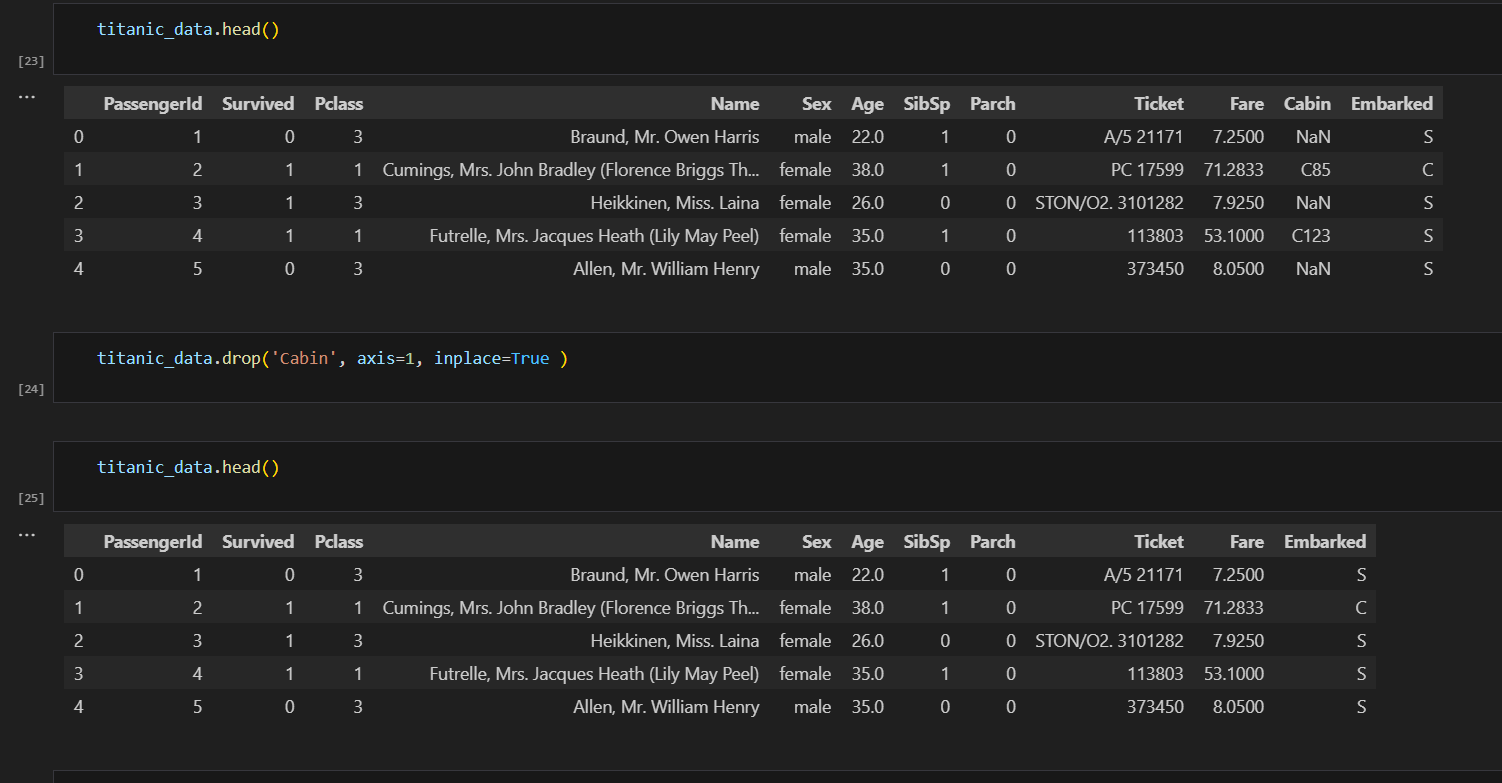 titanic_data.head()
[23]
...
PassengerId Survived Pclass Name Sex Age SibSp Parch Ticket Fare Cabin Embarked
0 1 0 3 Braund, Mr. Owen Harris male 22.0 1 0 A/5 21171 7.2500 NaN S
1 2 1 1 Cumings, Mrs. John Bradley (Florence Briggs Th... female 38.0 1 0 PC 17599 71.2833 C85 C
2 3 1 3 Heikkinen, Miss. Laina female 26.0 0 0 STON/O2. 3101282 7.9250 NaN S
3 4 1 1 Futrelle, Mrs. Jacques Heath (Lily May Peel) female 35.0 1 0 113803 53.1000 C123 S
4 5 0 3 Allen, Mr. William Henry male 35.0 0 0 373450 8.0500 NaN S
titanic_data.drop('Cabin', axis=1, inplace=True )
[24]
titanic_data.head()
[25]
...
PassengerId Survived Pclass Name Sex Age SibSp Parch Ticket Fare Embarked
0 1 0 3 Braund, Mr. Owen Harris male 22.0 1 0 A/5 21171 7.2500 S
1 2 1 1 Cumings, Mrs. John Bradley (Florence Briggs Th... female 38.0 1 0 PC 17599 71.2833 C
2 3 1 3 Heikkinen, Miss. Laina female 26.0 0 0 STON/O2. 3101282 7.9250 S
3 4 1 1 Futrelle, Mrs. Jacques Heath (Lily May Peel) female 35.0 1 0 113803 53.1000 S
4 5 0 3 Allen, Mr. William Henry male 35.0 0 0 373450 8.0500 S